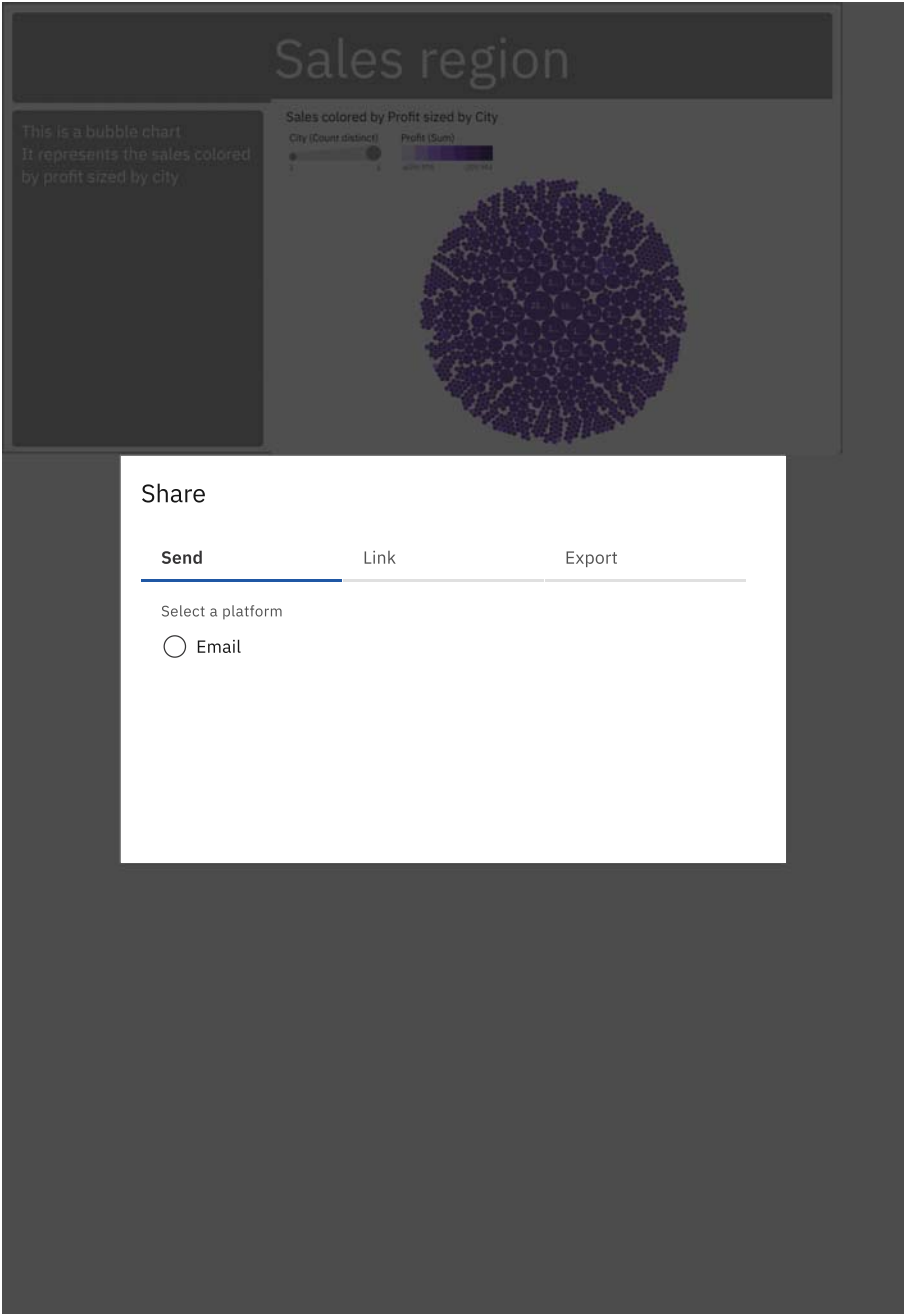 Sales region
This is a bubble chart
It represents the sales colored
by profit sized by city
Sales colored by Profit sized by City
City (Count distinct)
Profit (Sum)
Share
Send
Link
Export
Select a platform
Email